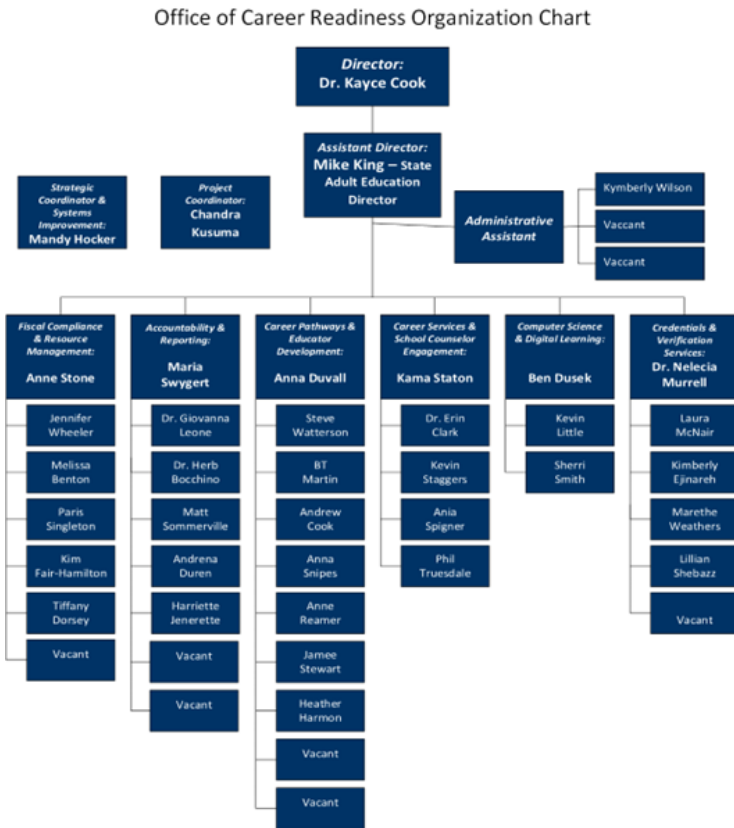 Office of Career Readiness Organization Chart
Director:
Dr. Kayce Cook
Assistant Director:
Mike King – State
Adult Education
Director
Strategic
Coordinator &
Systems
Improvement:
Mandy Hocker
Project
Coordinator:
Chandra
Kusuma
Administrative
Assistant
Kymberly Wilson
Vaccant
Vaccant
Fiscal Compliance
& Resource
Management:
Anne Stone
Jennifer
Wheeler
Melissa
Benton
Paris
Singleton
Kim
Fair-Hamilton
Tiffany
Dorsey
Vacant
Accountability &
Reporting:
Maria
Swygert
Dr. Giovanna
Leone
Dr. Herb
Bocchino
Matt
Sommerville
Andrena
Duren
Harriette
Jenerette
Vacant
Vacant
Career Pathways &
Educator
Development:
Anna Duvall
Steve
Watterson
BT
Martin
Andrew
Cook
Anna
Snipes
Anne
Reamer
Jamee
Stewart
Heather
Harmon
Vacant
Vacant
Career Services &
School Counselor
Engagement:
Kama Staton
Dr. Erin
Clark
Kevin
Staggers
Ania
Spigner
Phil
Truesdale
Computer Science
& Digital Learning:
Ben Dusek
Kevin
Little
Sherri
Smith
Credentials &
Verification
Services:
Dr. Nelecia
Murrell
Laura
McNair
Kimberly
Ejinareh
Marethe
Weathers
Lillian
Shebazz
Vacant